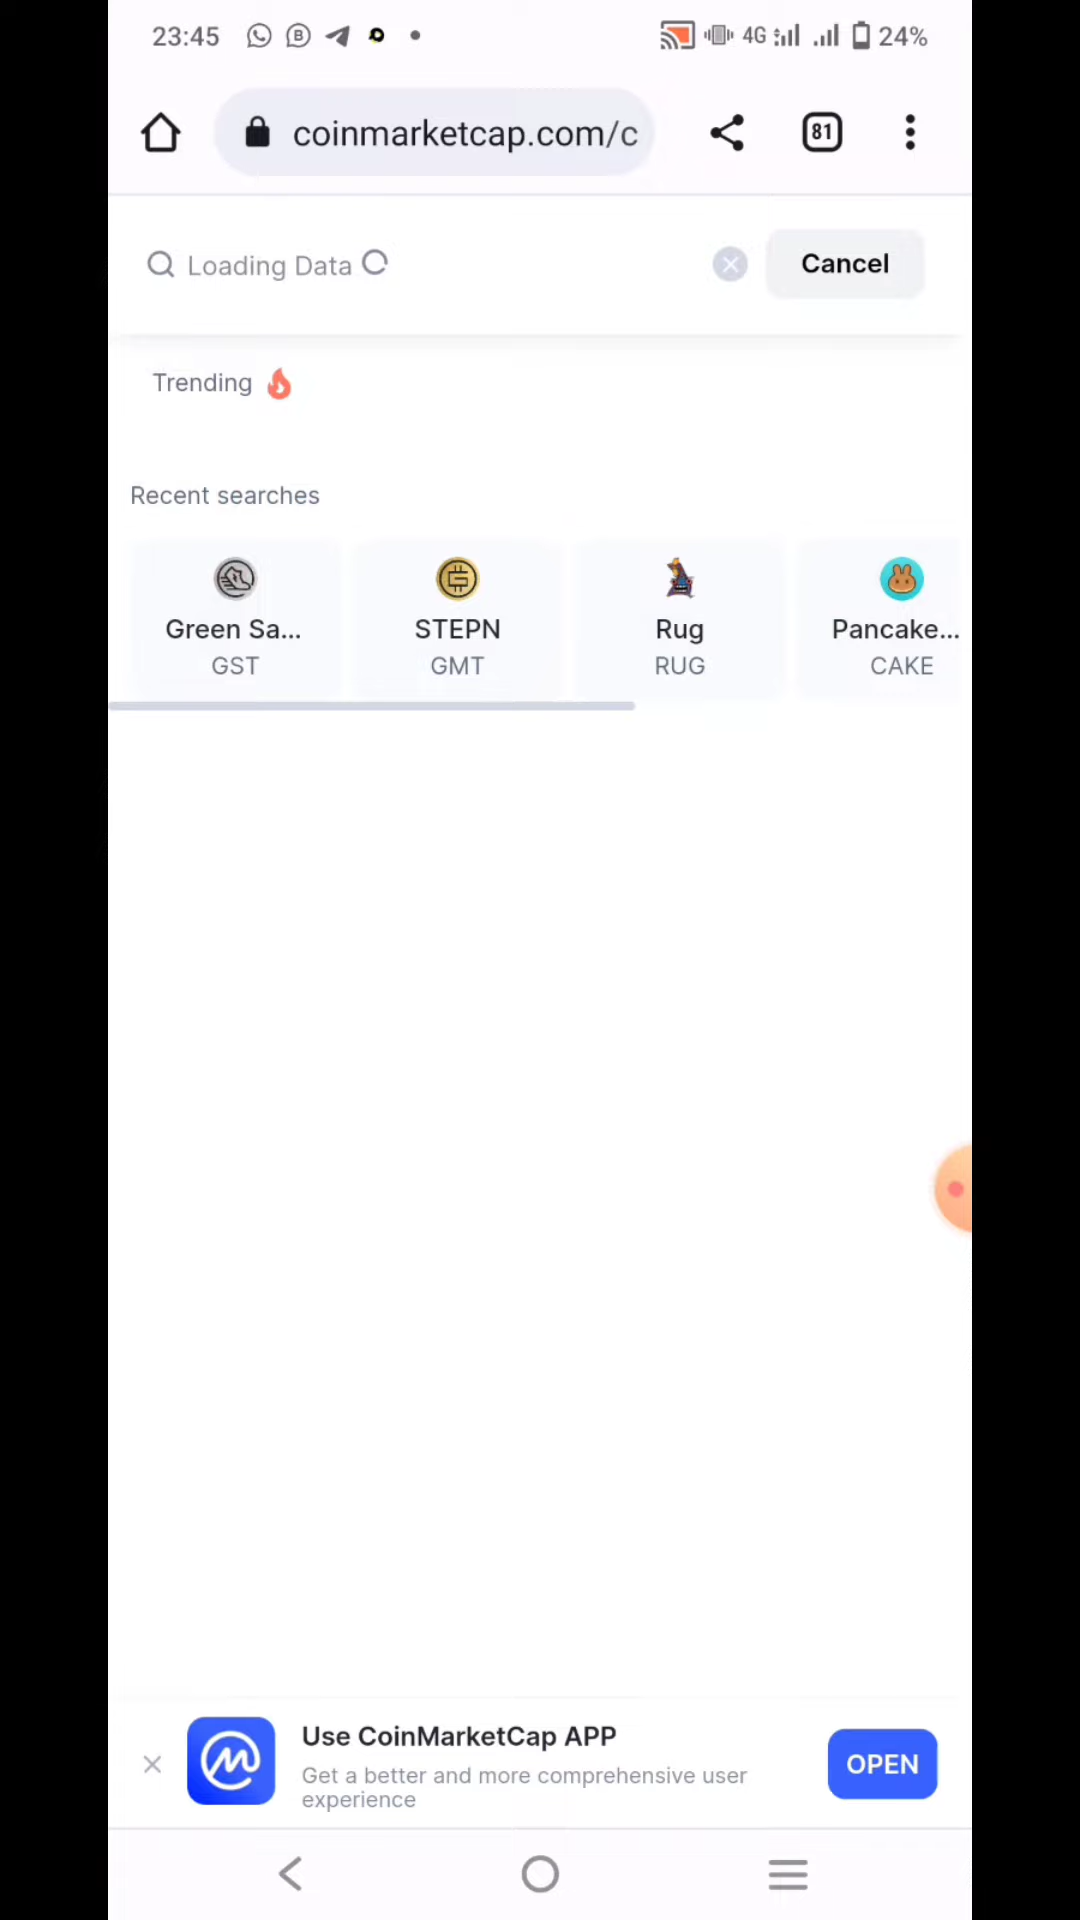 23:45 4G 24%
coinmarketcap.com/c 81
Loading Data Cancel
Trending
Recent searches
Green Sa... STEPN Rug Pancake...
GST GMT RUG CAKE
Use CoinMarketCap APP
Get a better and more comprehensive user
experience
OPEN